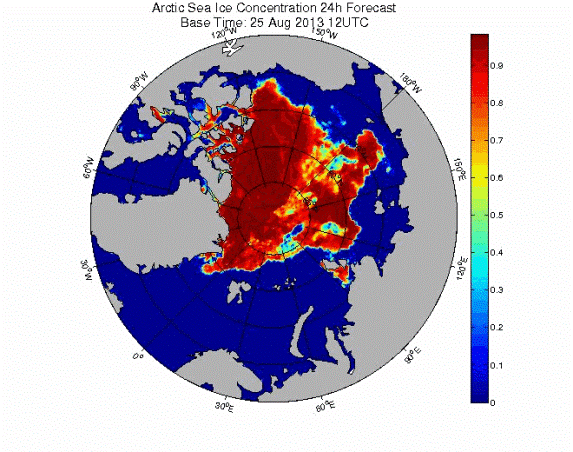 Arctic Sea Ice Concentration 24h Forecast
Base Time: 25 Aug 2013 12UTC
120°W
150°W
180°W
90°W
60°W
150°E
30°W
120°E
0°
90°E
30°E
60°E
0.9
0.8
0.7
0.6
0.5
0.4
0.3
0.2
0.1
0